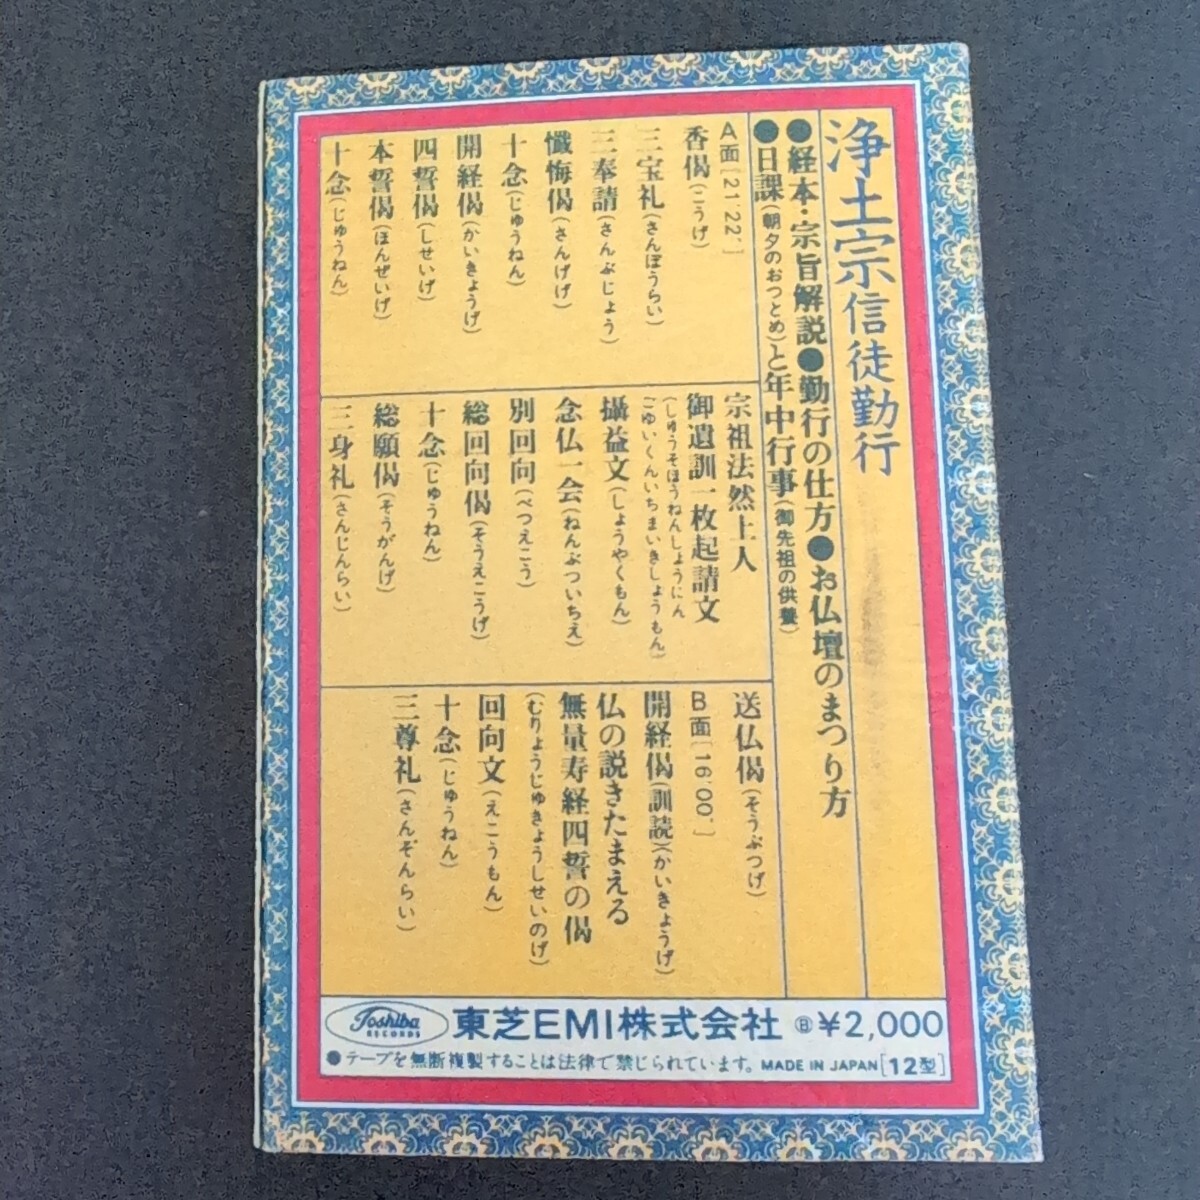 浄土宗信徒勤行
●経本・宗旨解説●勤行の仕方●お仏壇のまつり方
●日課(朝夕のおつとめ)と年中行事(御先祖の供養)
A面[21'22"]
香偈(こうげ)
三宝礼(さんぼうらい)
三奉請(さんぶじょう)
懺悔偈(さんげげ)
十念(じゅうねん)
開経偈(かいきょうげ)
四誓偈(しせいげ)
本誓偈(ほんぜいげ)
十念(じゅうねん)
宗祖法然上人
御遺訓一枚起請文
(しゅうそほうねんしょうにん
ごゆいくんいちまいきしょうもん)
攝益文(しょうやくもん)
念仏一会(ねんぶついちえ)
別回向(べつえこう)
総回向偈(そうえこうげ)
十念(じゅうねん)
総願偈(そうがんげ)
三身礼(さんじんらい)
送仏偈(そうぶつげ)
B面[16'00"]
開経偈(訓読)(かいきょうげ)
仏の説きたまえる
無量寿経四誓の偈
(むりょうじゅきょうしせいのげ)
回向文(えこうもん)
十念(じゅうねん)
三尊礼(さんぞんらい)
Toshiba RECORDS 東芝EMI株式会社 Ⓑ¥2,000
●テープを無断複製することは法律で禁じられています。MADE IN JAPAN[12型]